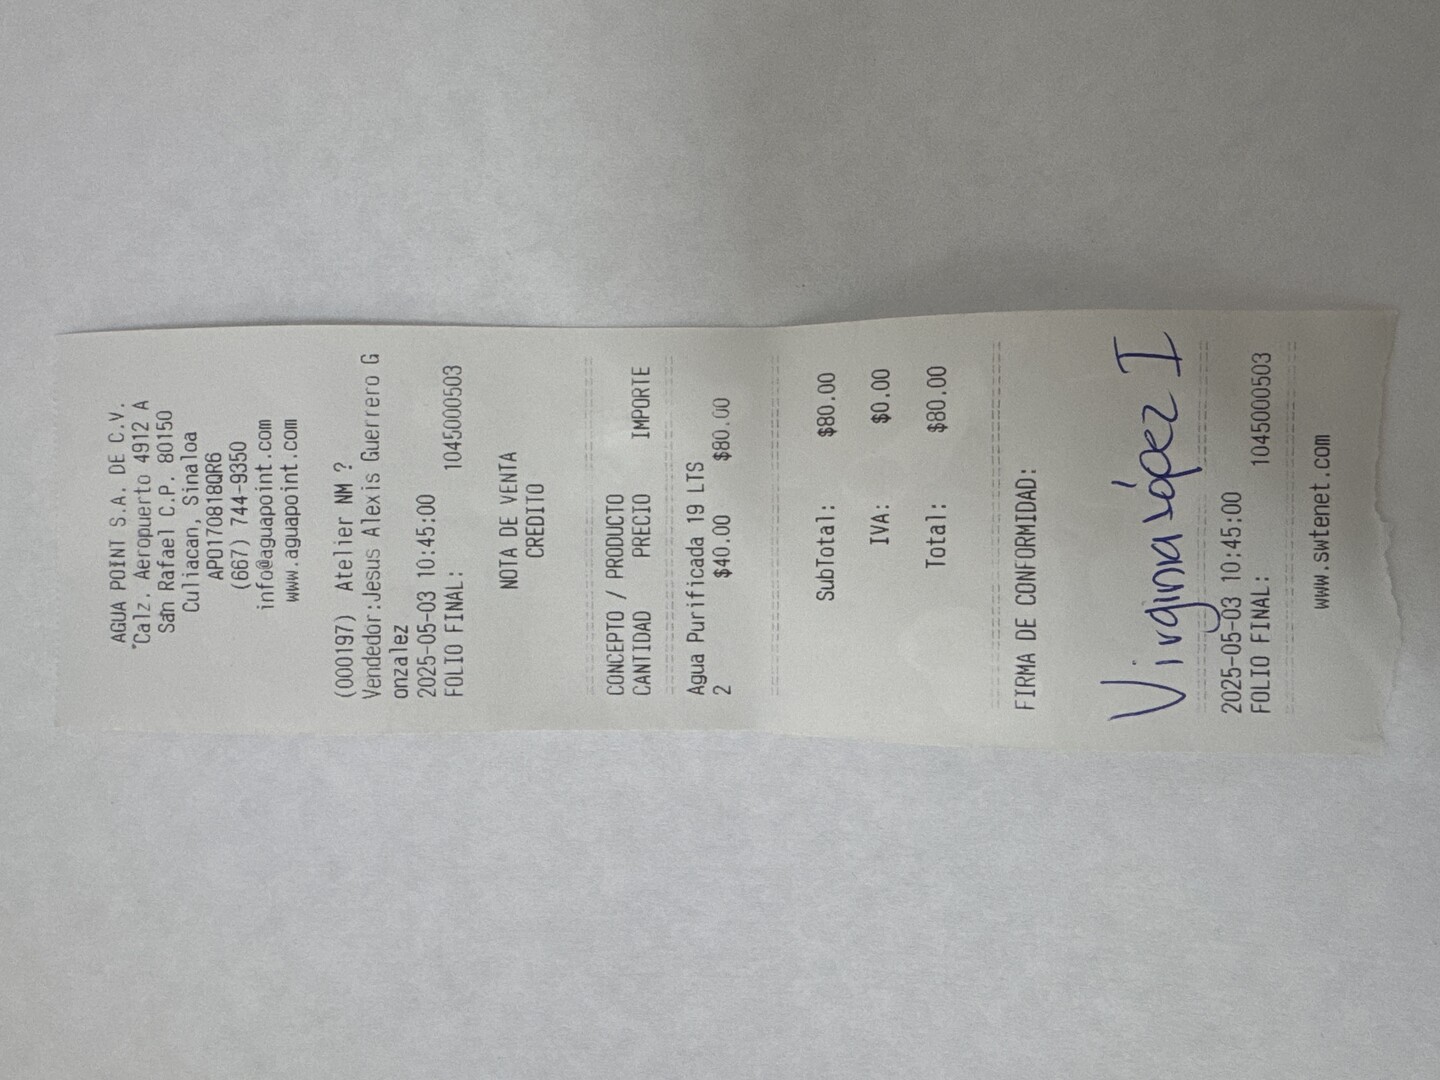 AGUA POINT S.A. DE C.V.
Calz. Aeropuerto 4912 A
San Rafael C.P. 80150
Culiacan, Sinaloa
APO170818QR6
(667) 744-9350
info@aguapoint.com
www.aguapoint.com
(000197) Atelier NM ?
Vendedor:Jesus Alexis Guerrero G
onzalez
2025-05-03 10:45:00
FOLIO FINAL: 1045000503
NOTA DE VENTA
CREDITO
CONCEPTO / PRODUCTO
CANTIDAD PRECIO IMPORTE
Agua Purificada 19 LTS
2 $40.00 $80.00
SubTotal: $80.00
IVA: $0.00
Total: $80.00
FIRMA DE CONFORMIDAD:
Virginia López I
2025-05-03 10:45:00
FOLIO FINAL: 1045000503
www.swtenet.com